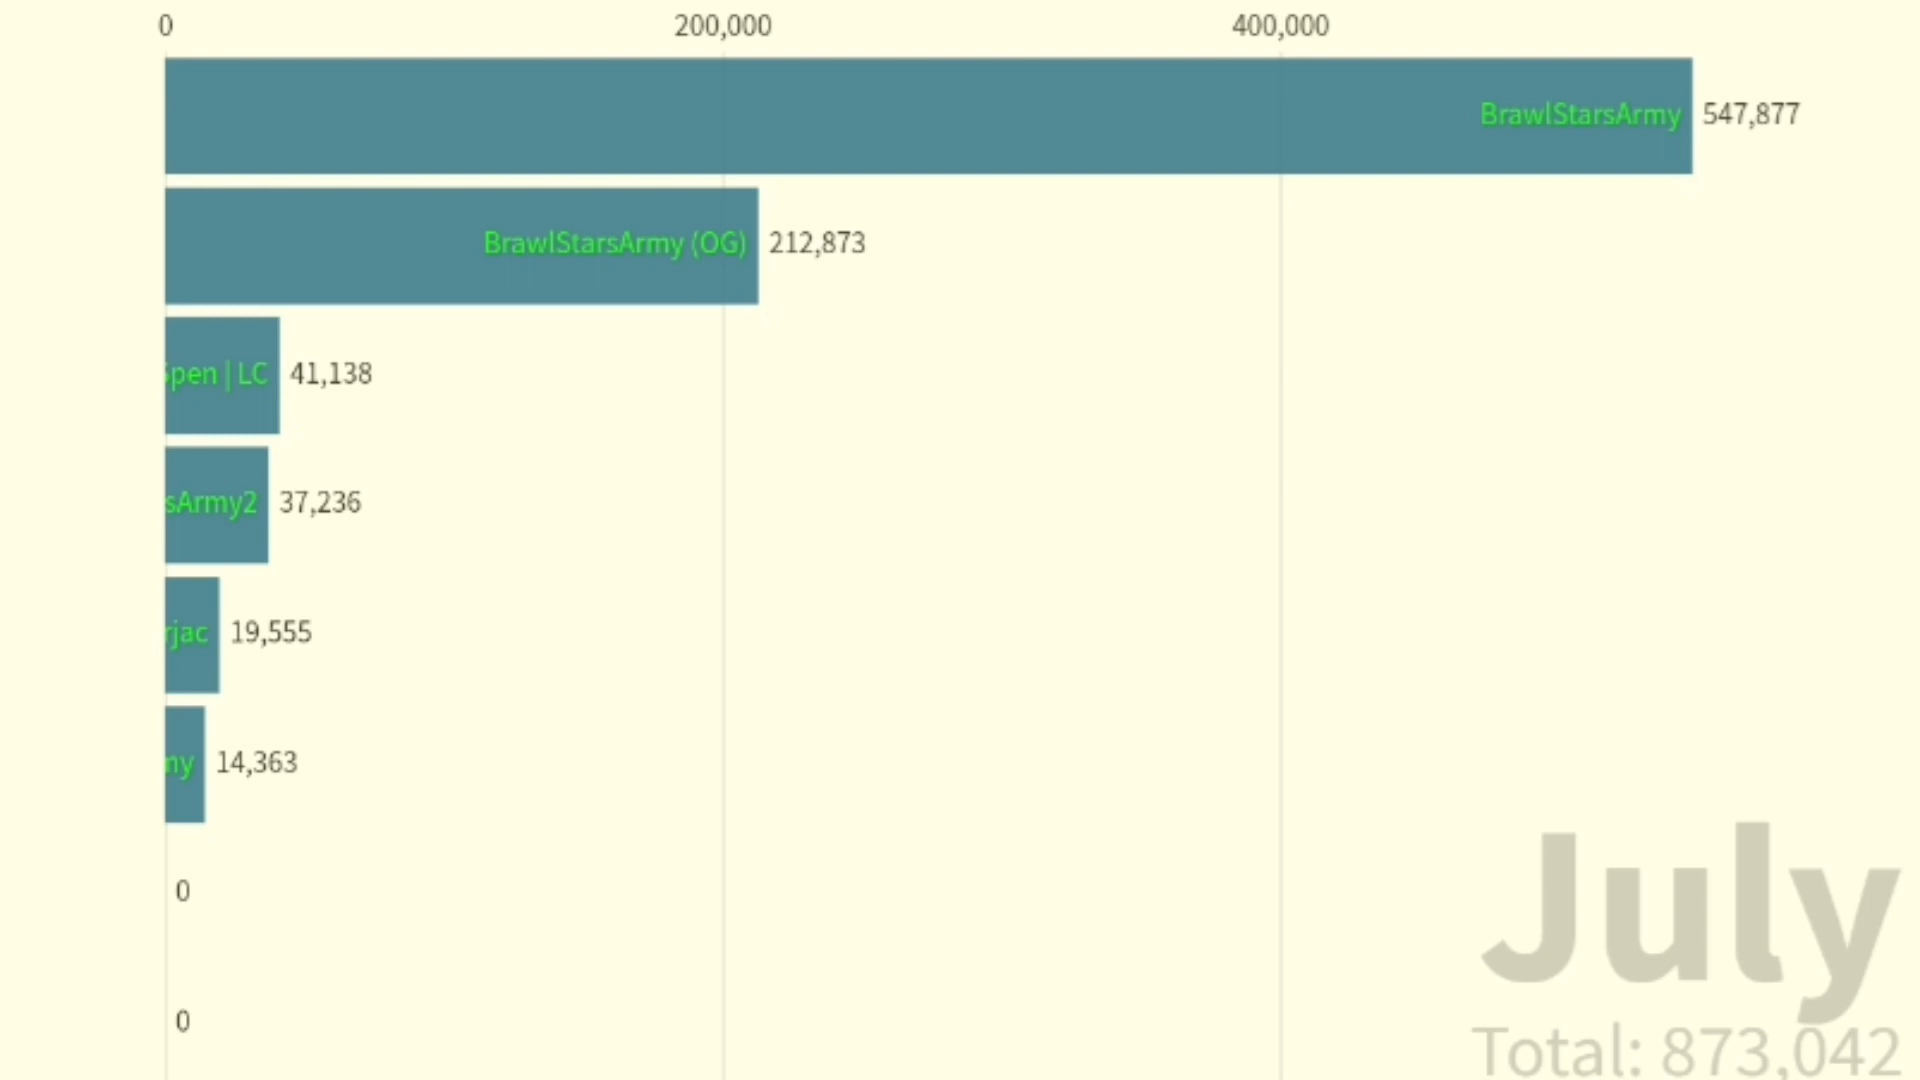 0 200,000 400,000
BrawlStarsArmy 547,877
BrawlStarsArmy (OG) 212,873
pen | LC 41,138
sArmy2 37,236
rjac 19,555
ny 14,363
0
0
July
Total: 873,042